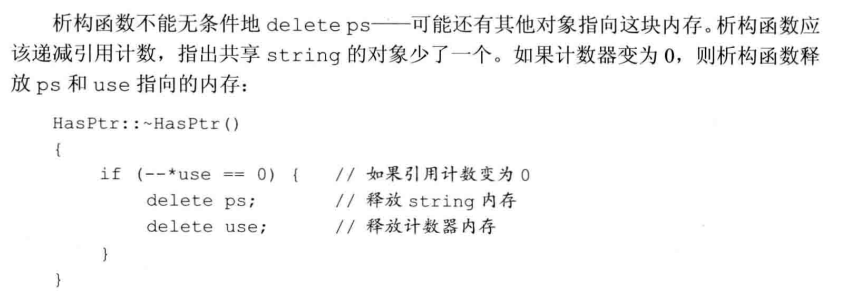 析构函数不能无条件地 delete ps——可能还有其他对象指向这块内存。析构函数应
该递减引用计数，指出共享 string 的对象少了一个。如果计数器变为 0，则析构函数释
放 ps 和 use 指向的内存：
HasPtr::~HasPtr()
{
    if (--*use == 0) {    // 如果引用计数变为 0
        delete ps;        // 释放 string 内存
        delete use;       // 释放计数器内存
    }
}